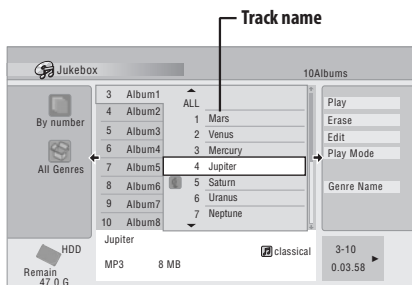 Track name
Jukebox
10Albums
By number
All Genres
3 Album1
4 Album2
5 Album3
6 Album4
7 Album5
8 Album6
9 Album7
10 Album8
ALL
1 Mars
2 Venus
3 Mercury
4 Jupiter
5 Saturn
6 Uranus
7 Neptune
Play
Erase
Edit
Play Mode
Genre Name
HDD
Remain
47.0 G
Jupiter
MP3 8 MB
classical
3-10
0.03.58